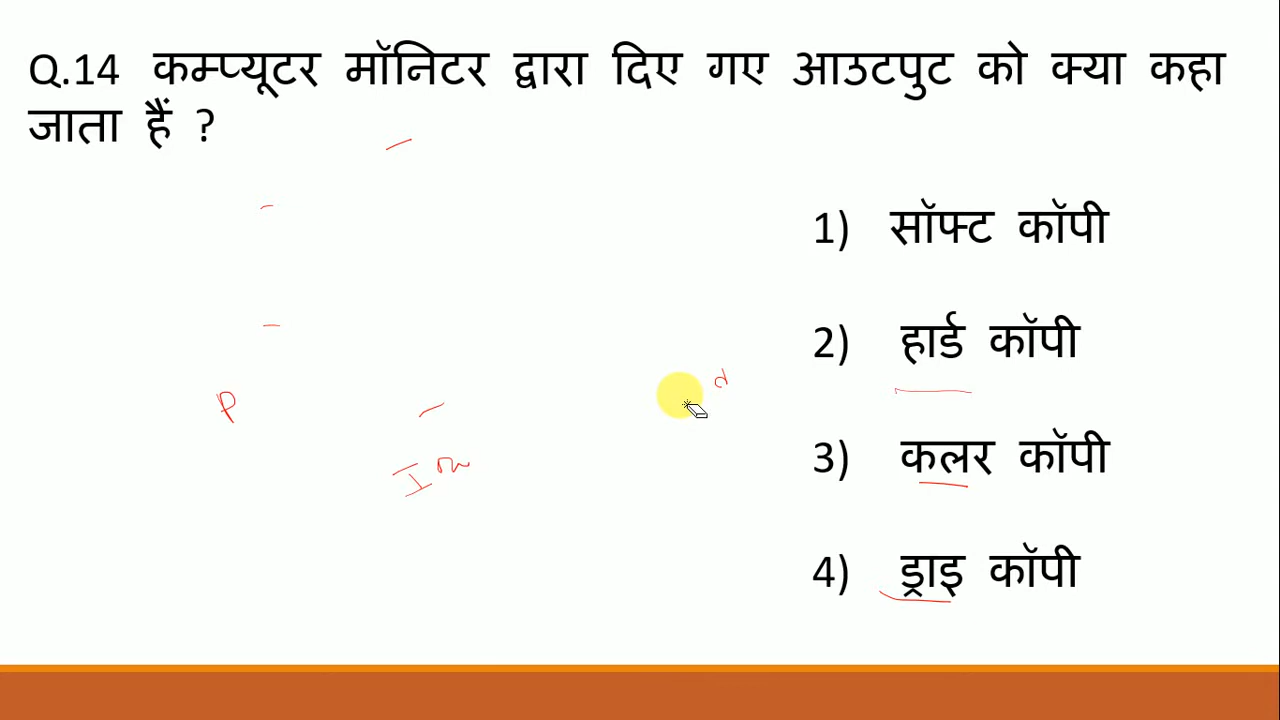 Q.14 कम्प्यूटर मॉनिटर द्वारा दिए गए आउटपुट को क्या कहा
जाता हैं ?
1) सॉफ्ट कॉपी
2) हार्ड कॉपी
3) कलर कॉपी
4) ड्राइ कॉपी
P